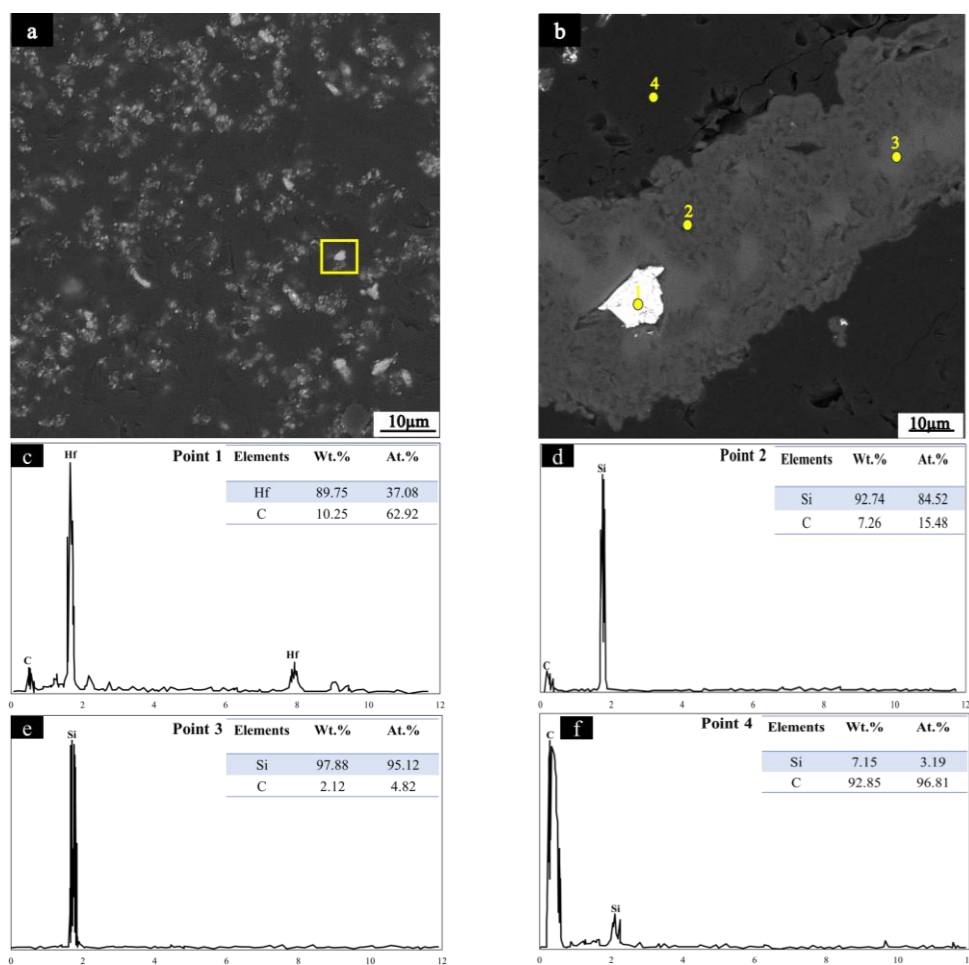 a
10µm
b
4
3
2
1
10µm
c
Point 1
Elements Wt.% At.%
Hf 89.75 37.08
C 10.25 62.92
Hf
C
Hf
0 2 4 6 8 10 12
d
Point 2
Elements Wt.% At.%
Si 92.74 84.52
C 7.26 15.48
Si
C
0 2 4 6 8 10 12
e
Point 3
Elements Wt.% At.%
Si 97.88 95.12
C 2.12 4.82
Si
0 2 4 6 8 10 12
f
Point 4
Elements Wt.% At.%
Si 7.15 3.19
C 92.85 96.81
C
Si
0 2 4 6 8 10 12